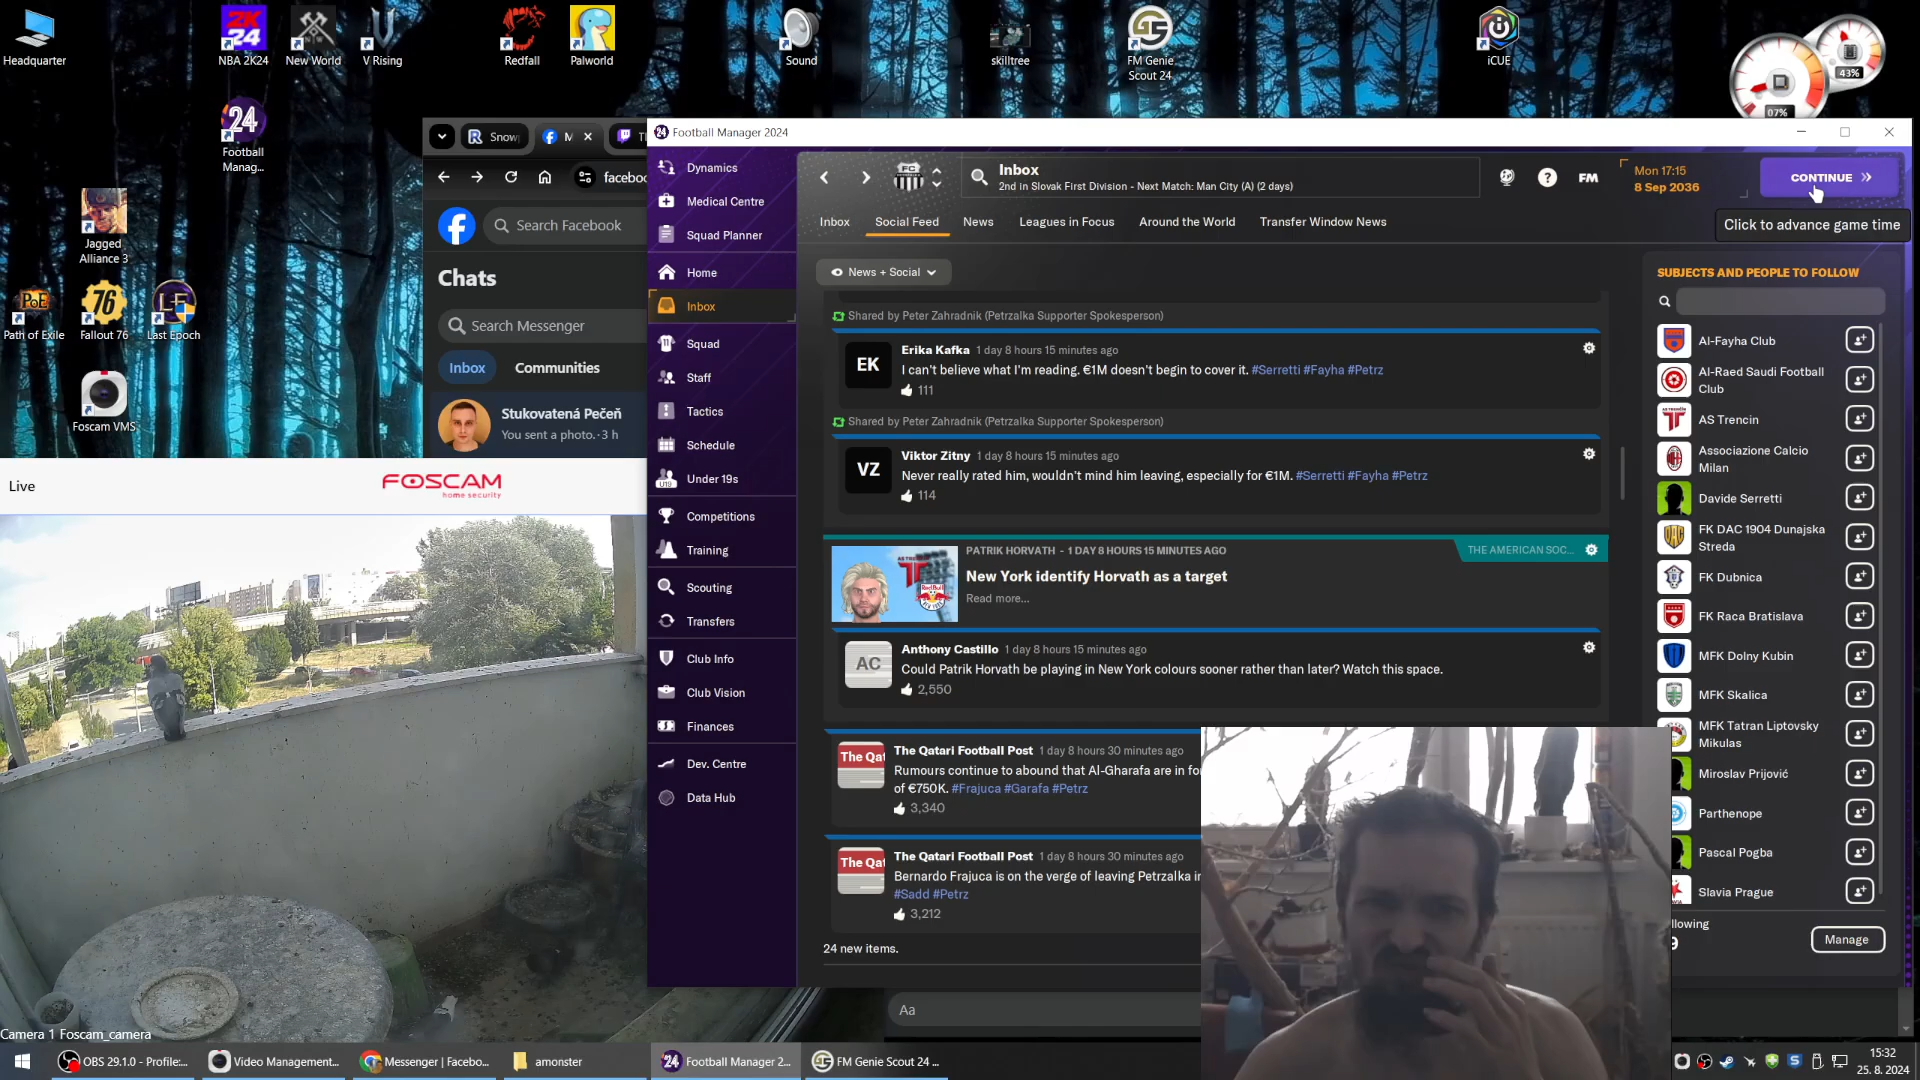 Headquarter
NBA 2K24
New World
V Rising
Redfall
Palworld
Sound
skilltree
FM Genie
Scout 24
iCUE
43%
07%
Football
Manag...
Jagged
Alliance 3
Path of Exile
Fallout 76
Last Epoch
Foscam VMS
Snow
M
Search Facebook
Chats
Search Messenger
Inbox
Communities
Stukovatená Pečeň
You sent a photo. · 3 h
Live
FOSCAM
home security
Camera 1 Foscam_camera
Football Manager 2024
Dynamics
Medical Centre
Squad Planner
Home
Inbox
Squad
Staff
Tactics
Schedule
Under 19s
Competitions
Training
Scouting
Transfers
Club Info
Club Vision
Finances
Dev. Centre
Data Hub
Inbox
2nd in Slovak First Division - Next Match: Man City (A) (2 days)
FM
Mon 17:15
8 Sep 2036
CONTINUE
Click to advance game time
Inbox
Social Feed
News
Leagues in Focus
Around the World
Transfer Window News
News + Social
Shared by Peter Zahradnik (Petrzalka Supporter Spokesperson)
EK
Erika Kafka 1 day 8 hours 15 minutes ago
I can't believe what I'm reading. €1M doesn't begin to cover it. #Serretti #Fayha #Petrz
111
Shared by Peter Zahradnik (Petrzalka Supporter Spokesperson)
VZ
Viktor Zitny 1 day 8 hours 15 minutes ago
Never really rated him, wouldn't mind him leaving, especially for €1M. #Serretti #Fayha #Petrz
114
PATRIK HORVATH - 1 DAY 8 HOURS 15 MINUTES AGO
THE AMERICAN SOC...
New York identify Horvath as a target
Read more...
AC
Anthony Castillo 1 day 8 hours 15 minutes ago
Could Patrik Horvath be playing in New York colours sooner rather than later? Watch this space.
2,550
The Qat
The Qatari Football Post 1 day 8 hours 30 minutes ago
Rumours continue to abound that Al-Gharafa are in for
of €750K. #Frajuca #Garafa #Petrz
3,340
The Qat
The Qatari Football Post 1 day 8 hours 30 minutes ago
Bernardo Frajuca is on the verge of leaving Petrzalka in
#Sadd #Petrz
3,212
24 new items.
SUBJECTS AND PEOPLE TO FOLLOW
Al-Fayha Club
Al-Raed Saudi Football
Club
AS Trencin
Associazione Calcio
Milan
Davide Serretti
FK DAC 1904 Dunajska
Streda
FK Dubnica
FK Raca Bratislava
MFK Dolny Kubin
MFK Skalica
MFK Tatran Liptovsky
Mikulas
Miroslav Prijović
Parthenope
Pascal Pogba
Slavia Prague
llowing
9
Manage
Aa
OBS 29.1.0 - Profile:...
Video Management...
Messenger | Facebo...
amonster
Football Manager 2...
FM Genie Scout 24 ...
15:32
25. 8. 2024